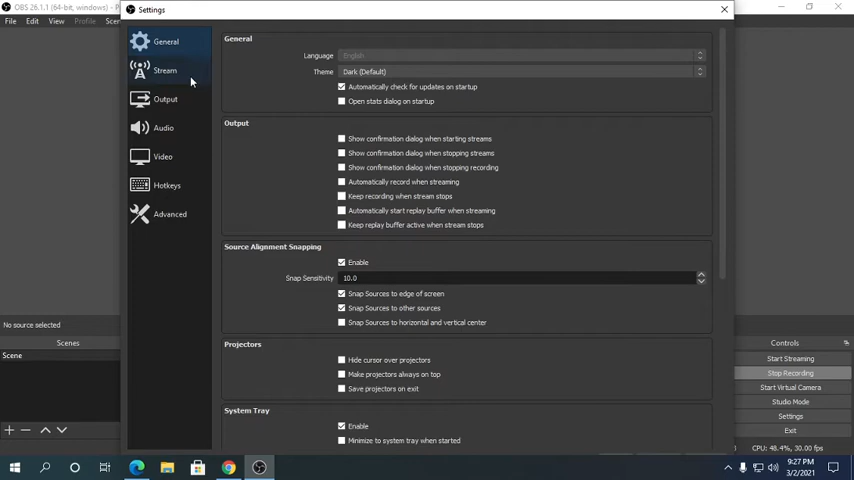 OBS 26.1.1 (64-bit, windows)
Settings
File Edit View Profile
General
Stream
Output
Audio
Video
Hotkeys
Advanced
General
Language English
Theme Dark (Default)
Automatically check for updates on startup
Open stats dialog on startup
Output
Show confirmation dialog when starting streams
Show confirmation dialog when stopping streams
Show confirmation dialog when stopping recording
Automatically record when streaming
Keep recording when stream stops
Automatically start replay buffer when streaming
Keep replay buffer active when stream stops
Source Alignment Snapping
Enable
Snap Sensitivity 10.0
Snap Sources to edge of screen
Snap Sources to other sources
Snap Sources to horizontal and vertical center
Projectors
Hide cursor over projectors
Make projectors always on top
Save projectors on exit
System Tray
Enable
Minimize to system tray when started
No source selected
Scenes
Scene
Controls
Start Streaming
Stop Recording
Start Virtual Camera
Studio Mode
Settings
Exit
CPU: 48.4%, 30.00 fps
9:27 PM
3/2/2021